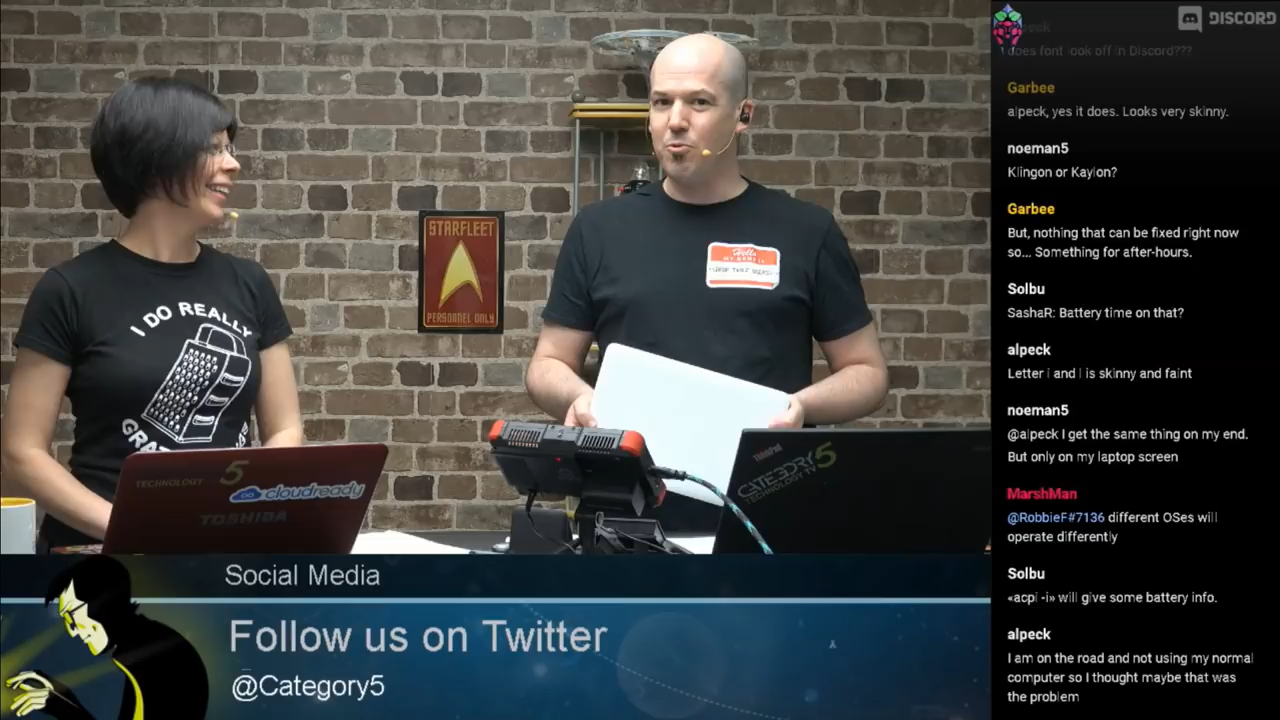 I DO REALLY
STARFLEET
PERSONNEL ONLY
Hello
MY NAME IS
TECHNOLOGY 5
cloudready
TOSHIBA
ThinkPad
CATEGORY5
TECHNOLOGY TV
Social Media
Follow us on Twitter
@Category5
DISCORD
does font look off in Discord???
Garbee
alpeck, yes it does. Looks very skinny.
noeman5
Klingon or Kaylon?
Garbee
But, nothing that can be fixed right now
so... Something for after-hours.
Solbu
SashaR: Battery time on that?
alpeck
Letter i and l is skinny and faint
noeman5
@alpeck I get the same thing on my end.
But only on my laptop screen
MarshMan
@RobbieF#7136 different OSes will
operate differently
Solbu
«acpi -i» will give some battery info.
alpeck
I am on the road and not using my normal
computer so I thought maybe that was
the problem